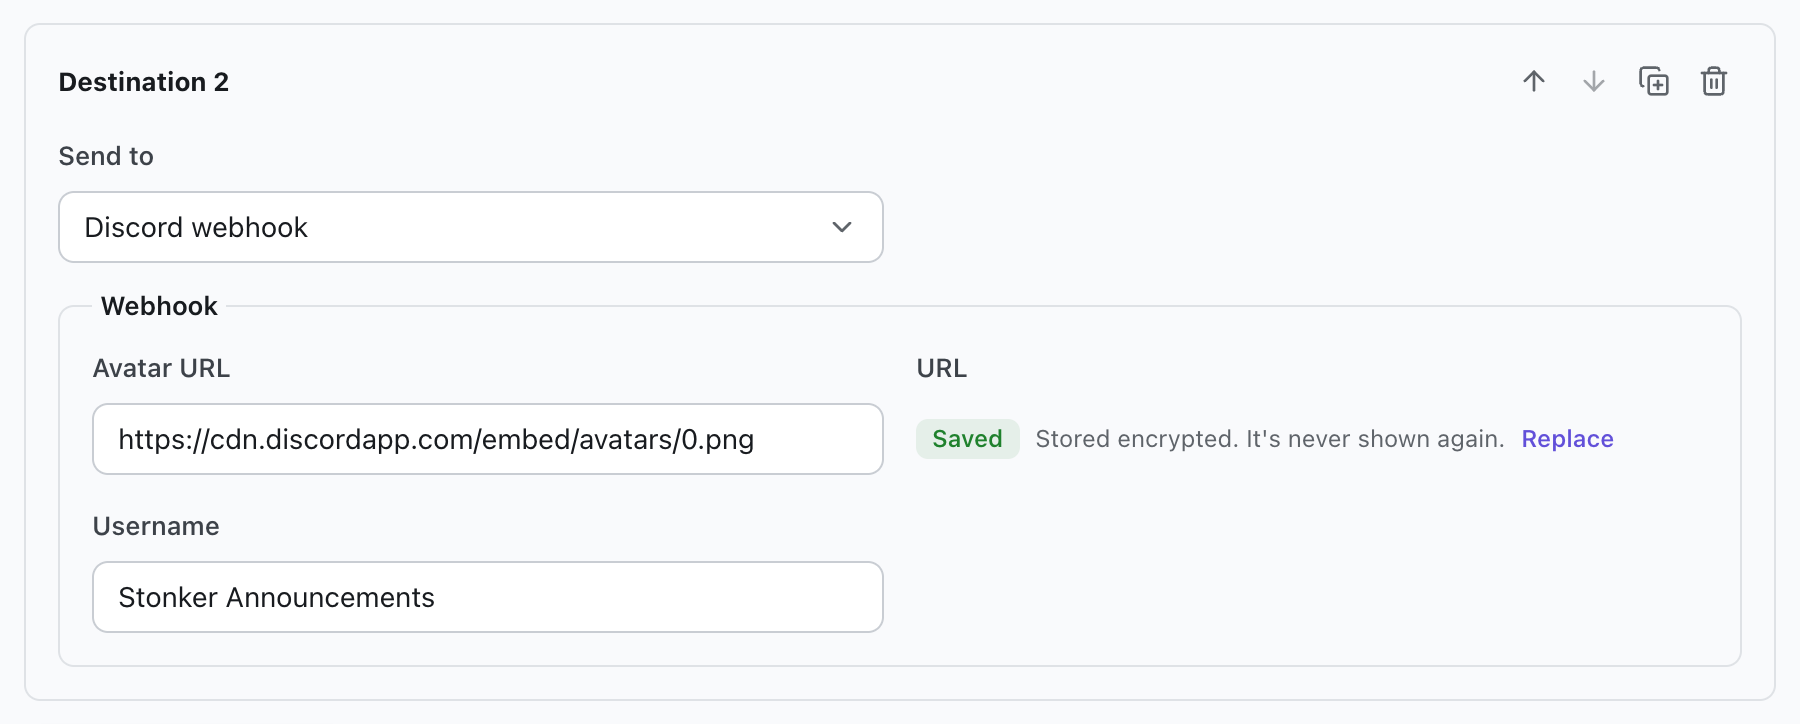 Destination 2
Send to
Discord webhook
Webhook
Avatar URL
https://cdn.discordapp.com/embed/avatars/0.png
URL
Saved Stored encrypted. It's never shown again. Replace
Username
Stonker Announcements